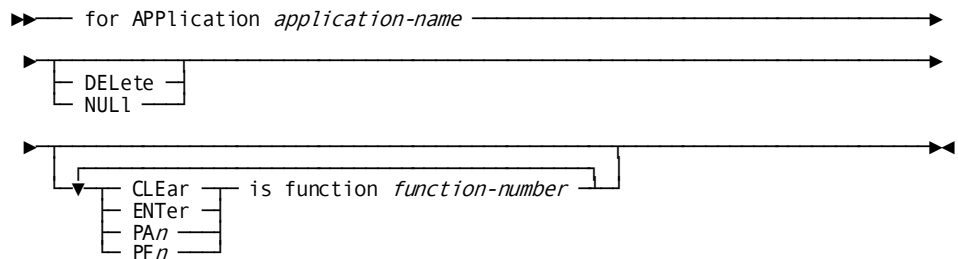 for APPlication application-name
DELete
NULl
CLEar is function function-number
ENTer
PAn
PFn